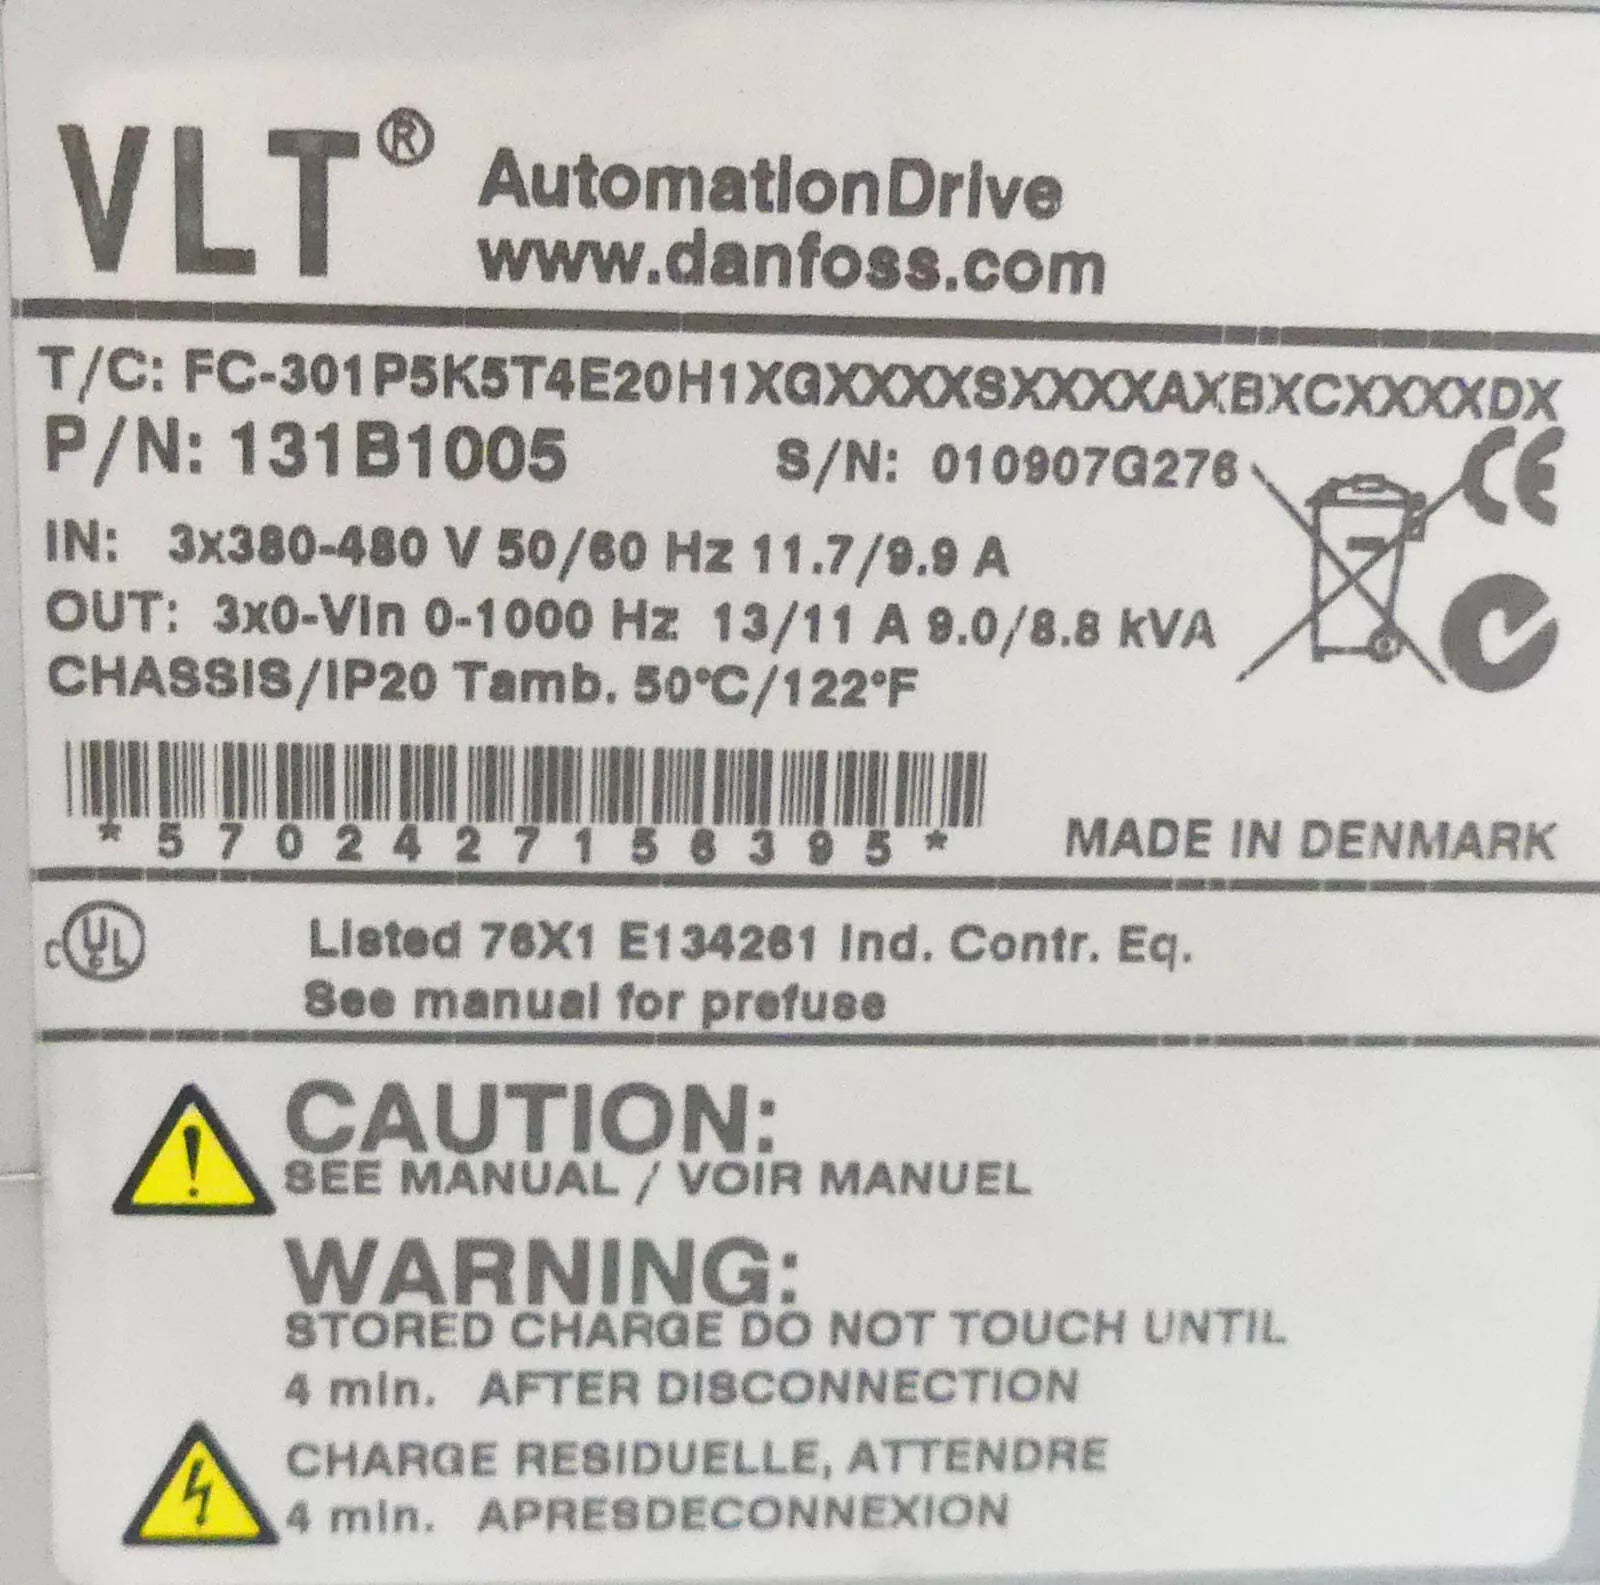 VLT® AutomationDrive
www.danfoss.com
T/C: FC-301P5K5T4E20H1XGXXXXSXXXXAXBXCXXXXDX
P/N: 131B1005 S/N: 010907G276
IN: 3x380-480 V 50/60 Hz 11.7/9.9 A
OUT: 3x0-Vin 0-1000 Hz 13/11 A 9.0/8.8 kVA
CHASSIS/IP20 Tamb. 50°C/122°F
*5702427156395*
MADE IN DENMARK
c UL Listed 76X1 E134261 Ind. Contr. Eq.
See manual for prefuse
CAUTION:
SEE MANUAL / VOIR MANUEL
WARNING:
STORED CHARGE DO NOT TOUCH UNTIL
4 min. AFTER DISCONNECTION
CHARGE RESIDUELLE, ATTENDRE
4 min. APRESDECONNEXION